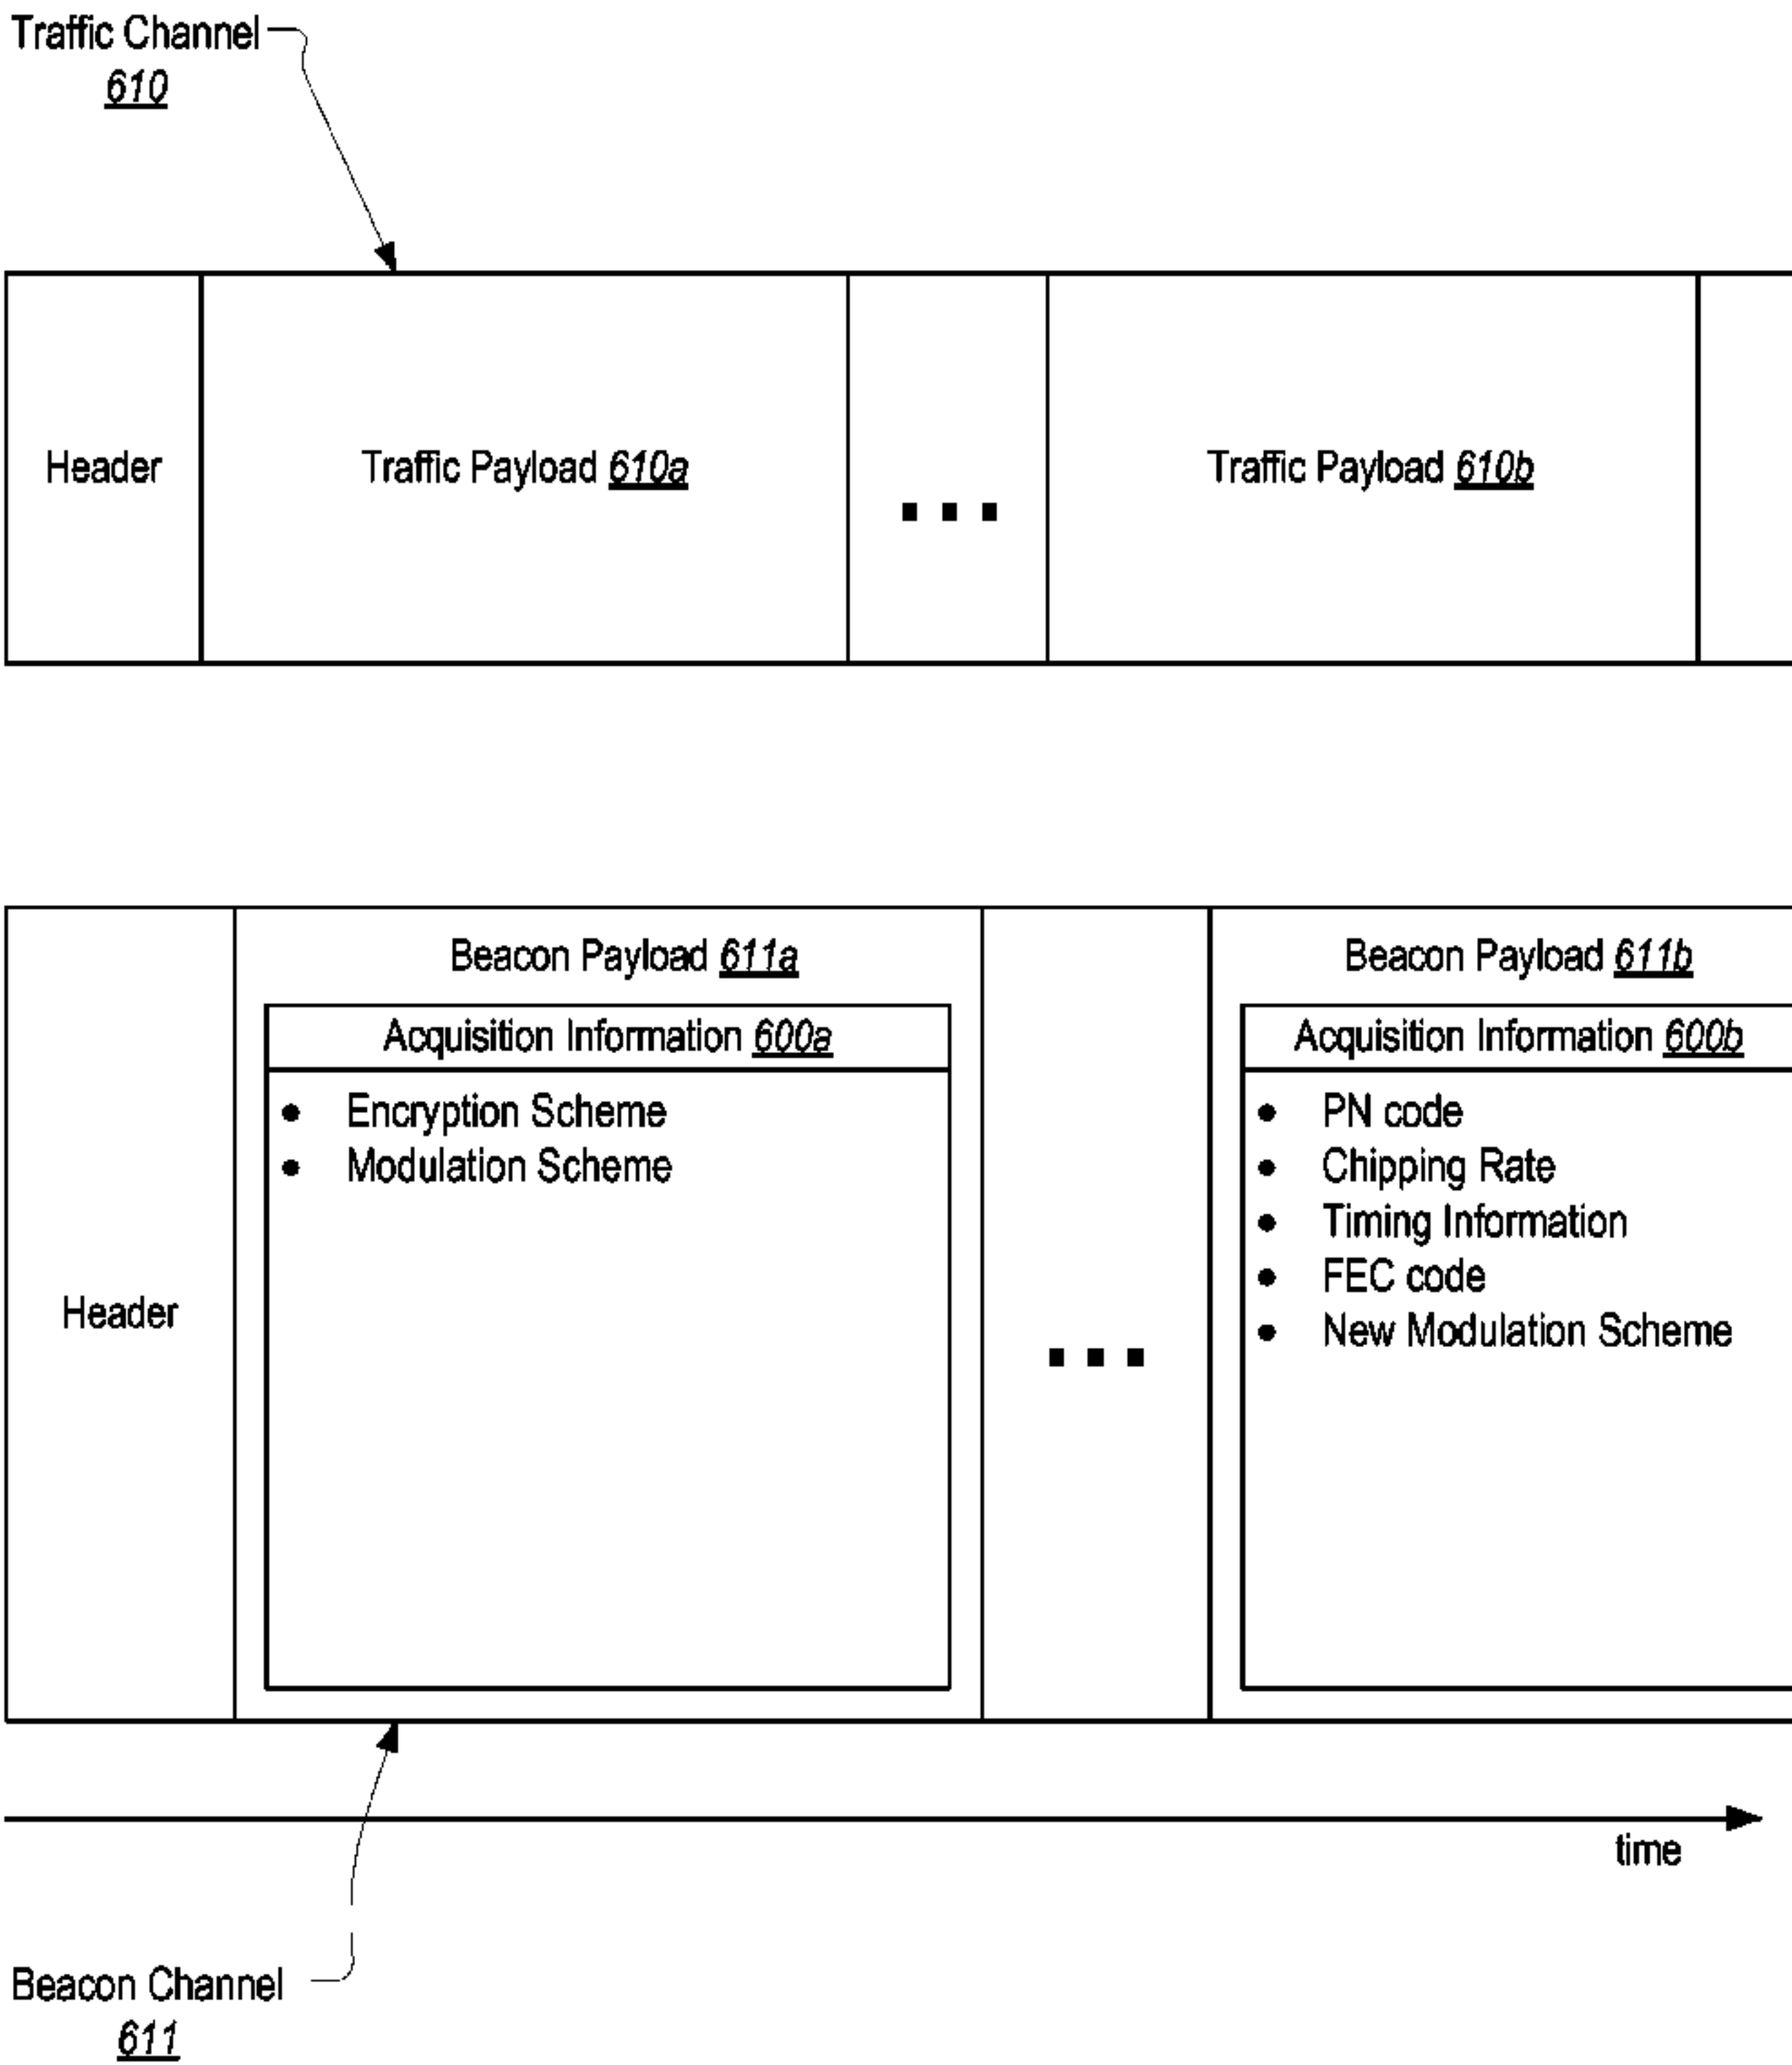 Traffic Channel
610
Header
Traffic Payload 610a
Traffic Payload 610b
Beacon Payload 611a
Beacon Payload 611b
Acquisition Information 600a
Acquisition Information 600b
• Encryption Scheme
• Modulation Scheme
• PN code
• Chipping Rate
• Timing Information
• FEC code
• New Modulation Scheme
Header
time
Beacon Channel
611